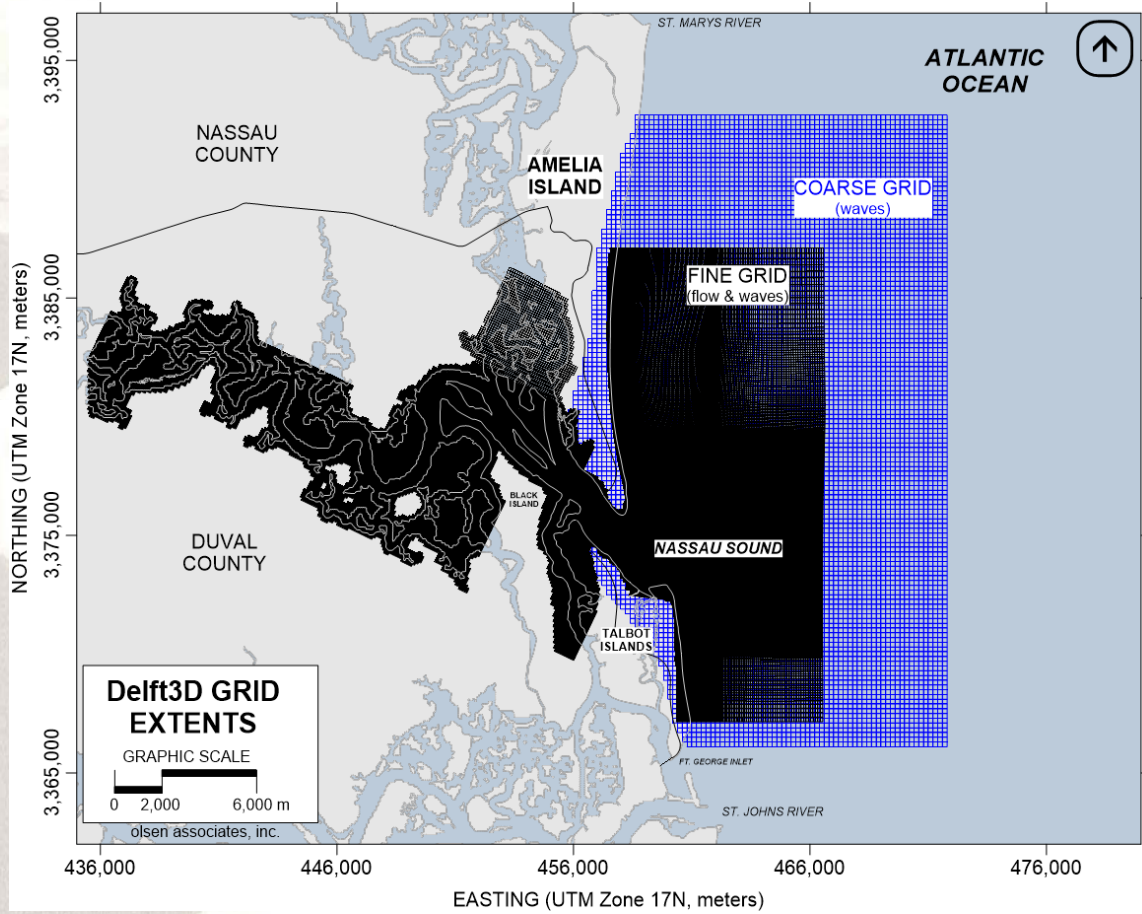 ST. MARYS RIVER
ATLANTIC
OCEAN
NASSAU
COUNTY
AMELIA
ISLAND
COARSE GRID
(waves)
FINE GRID
(flow & waves)
BLACK
ISLAND
NASSAU SOUND
DUVAL
COUNTY
TALBOT
ISLANDS
FT. GEORGE INLET
ST. JOHNS RIVER
Delft3D GRID
EXTENTS
GRAPHIC SCALE
0 2,000 6,000 m
olsen associates, inc.
3,395,000
3,385,000
3,375,000
3,365,000
NORTHING (UTM Zone 17N, meters)
436,000 446,000 456,000 466,000 476,000
EASTING (UTM Zone 17N, meters)